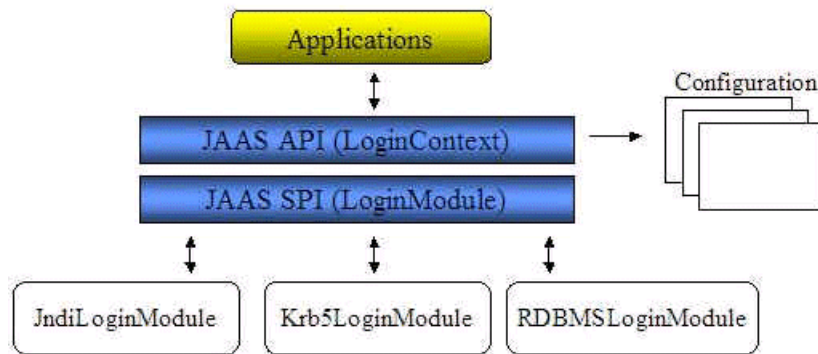 Applications
Configuration
JAAS API (LoginContext)
JAAS SPI (LoginModule)
JndiLoginModule
Krb5LoginModule
RDBMSLoginModule